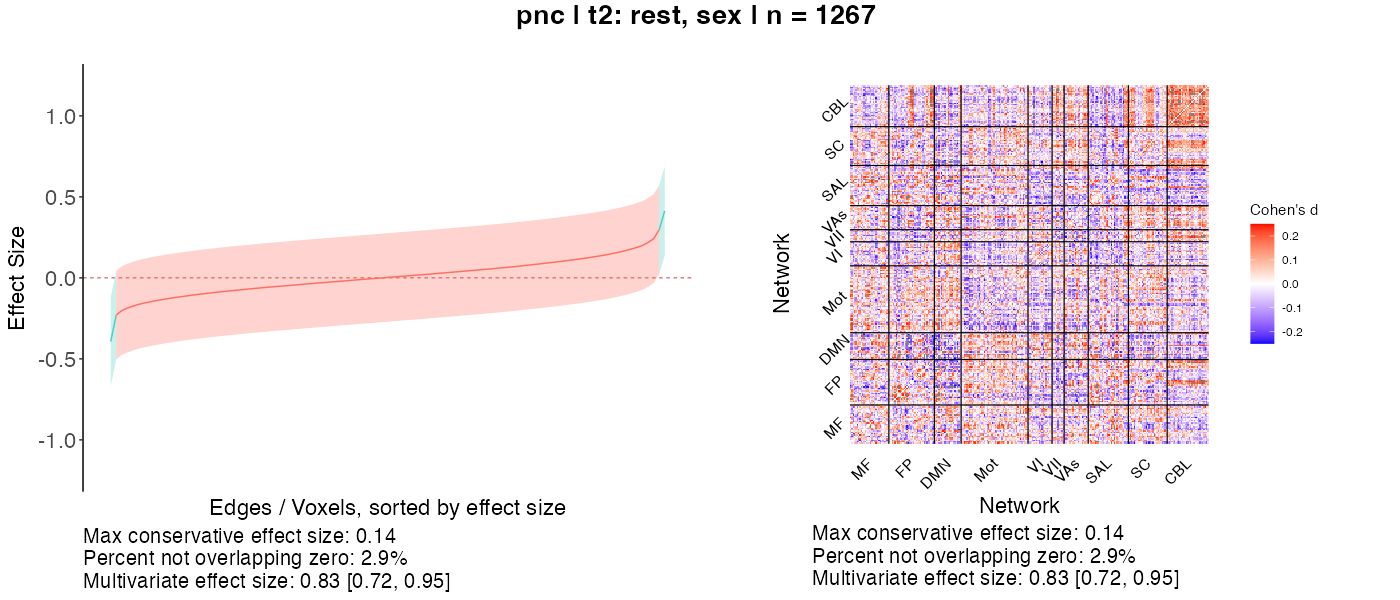 pnc | t2: rest, sex | n = 1267
Effect Size
1.0
0.5
0.0
-0.5
-1.0
Edges / Voxels, sorted by effect size
Max conservative effect size: 0.14
Percent not overlapping zero: 2.9%
Multivariate effect size: 0.83 [0.72, 0.95]
Network
CBL
SC
SAL
VAs
VII
VI
Mot
DMN
FP
MF
MF
FP
DMN
Mot
VI
VII
VAs
SAL
SC
CBL
Network
Max conservative effect size: 0.14
Percent not overlapping zero: 2.9%
Multivariate effect size: 0.83 [0.72, 0.95]
Cohen's d
0.2
0.1
0.0
-0.1
-0.2